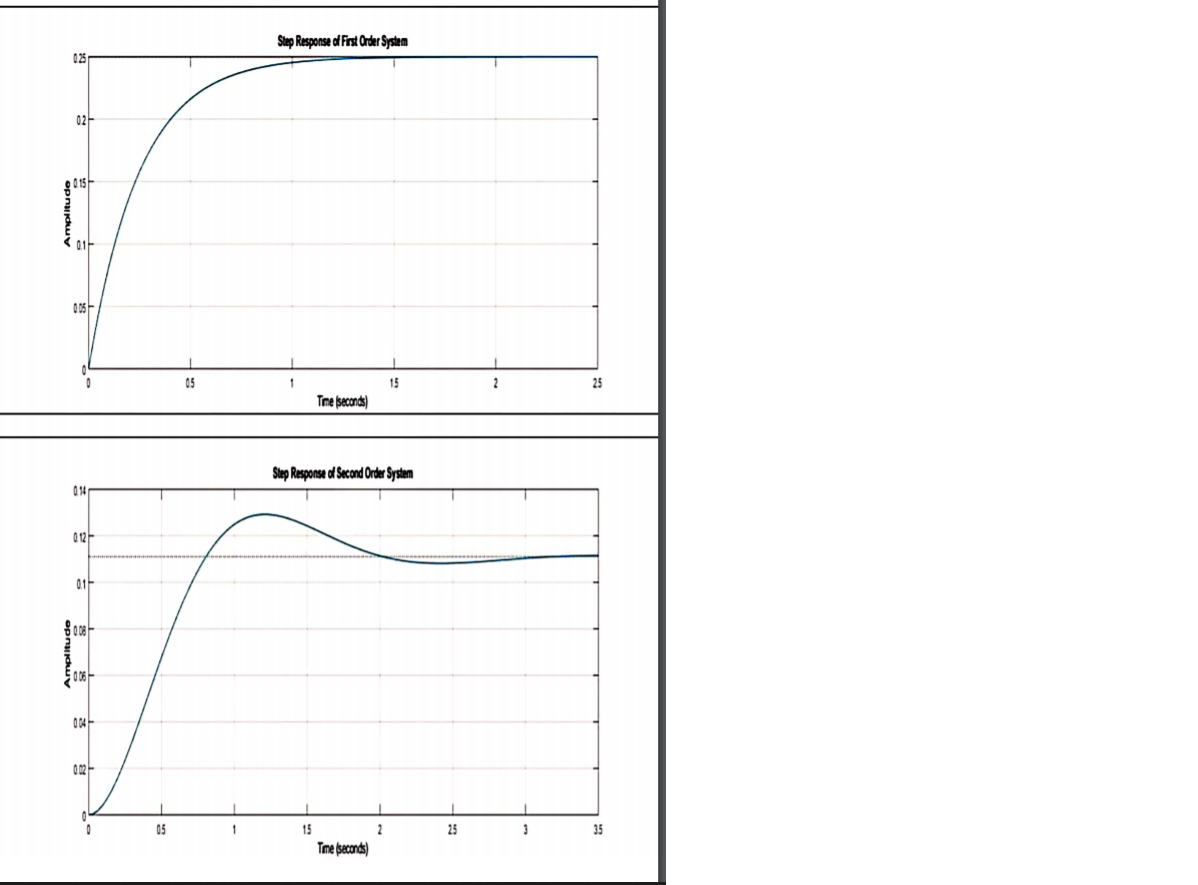 Step Response of First Order System
0.25
0.2
0.15
0.1
0.05
0
Amplitude
0 0.5 1 1.5 2 2.5
Time (seconds)
Step Response of Second Order System
0.14
0.12
0.1
0.08
0.06
0.04
0.02
0
Amplitude
0 0.5 1 1.5 2 2.5 3 3.5
Time (seconds)